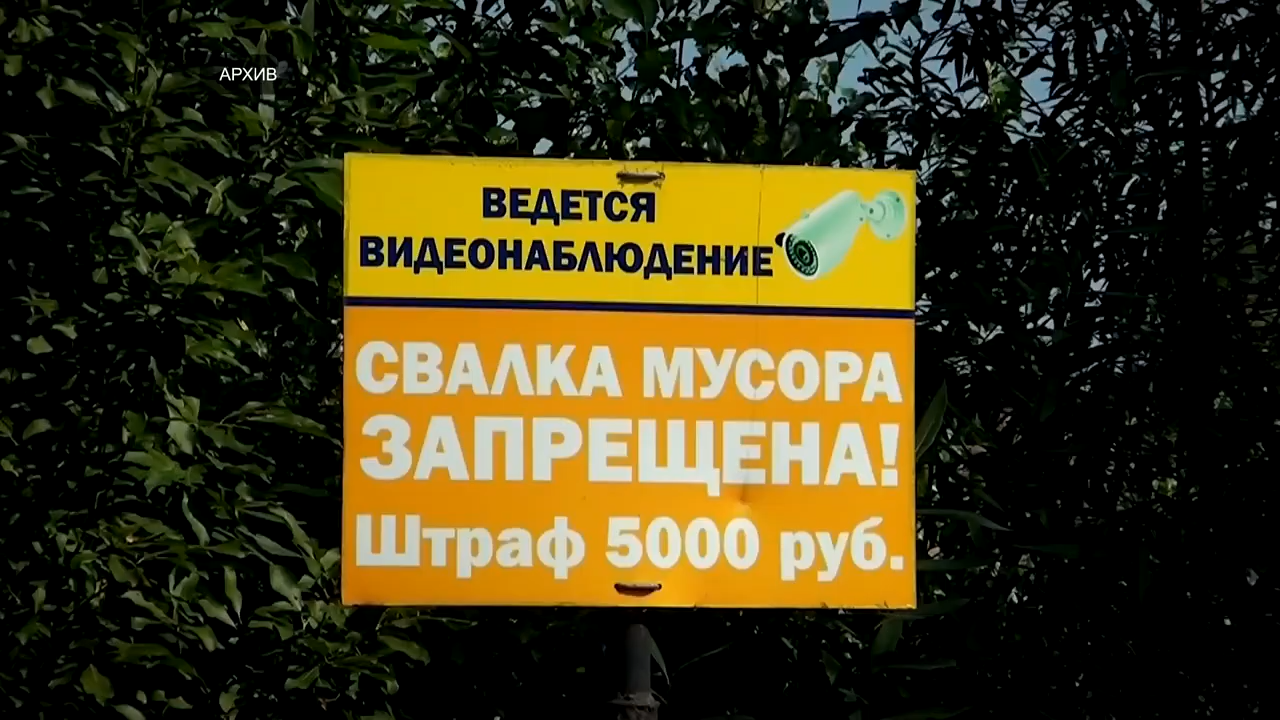 АРХИВ
ВЕДЕТСЯ
ВИДЕОНАБЛЮДЕНИЕ
СВАЛКА МУСОРА
ЗАПРЕЩЕНА!
Штраф 5000 руб.